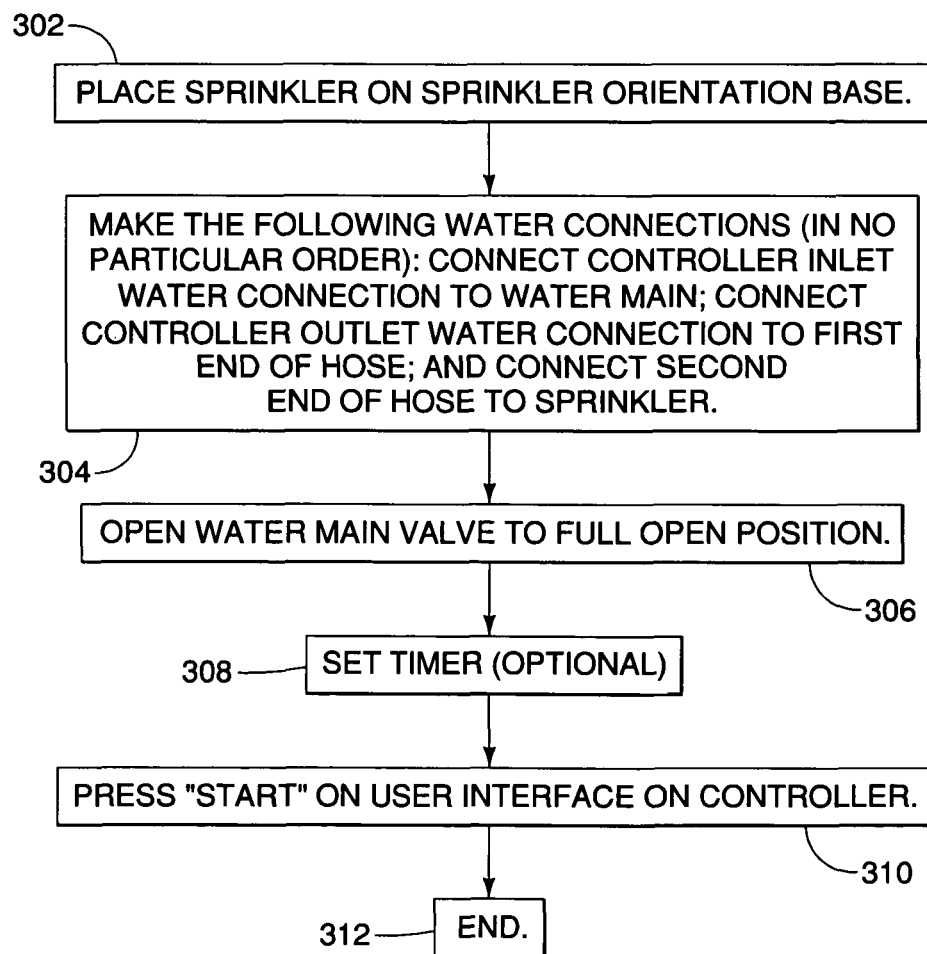 302
PLACE SPRINKLER ON SPRINKLER ORIENTATION BASE.
MAKE THE FOLLOWING WATER CONNECTIONS (IN NO
PARTICULAR ORDER): CONNECT CONTROLLER INLET
WATER CONNECTION TO WATER MAIN; CONNECT
CONTROLLER OUTLET WATER CONNECTION TO FIRST
END OF HOSE; AND CONNECT SECOND
END OF HOSE TO SPRINKLER.
304
OPEN WATER MAIN VALVE TO FULL OPEN POSITION.
306
308
SET TIMER (OPTIONAL)
PRESS "START" ON USER INTERFACE ON CONTROLLER.
310
312
END.